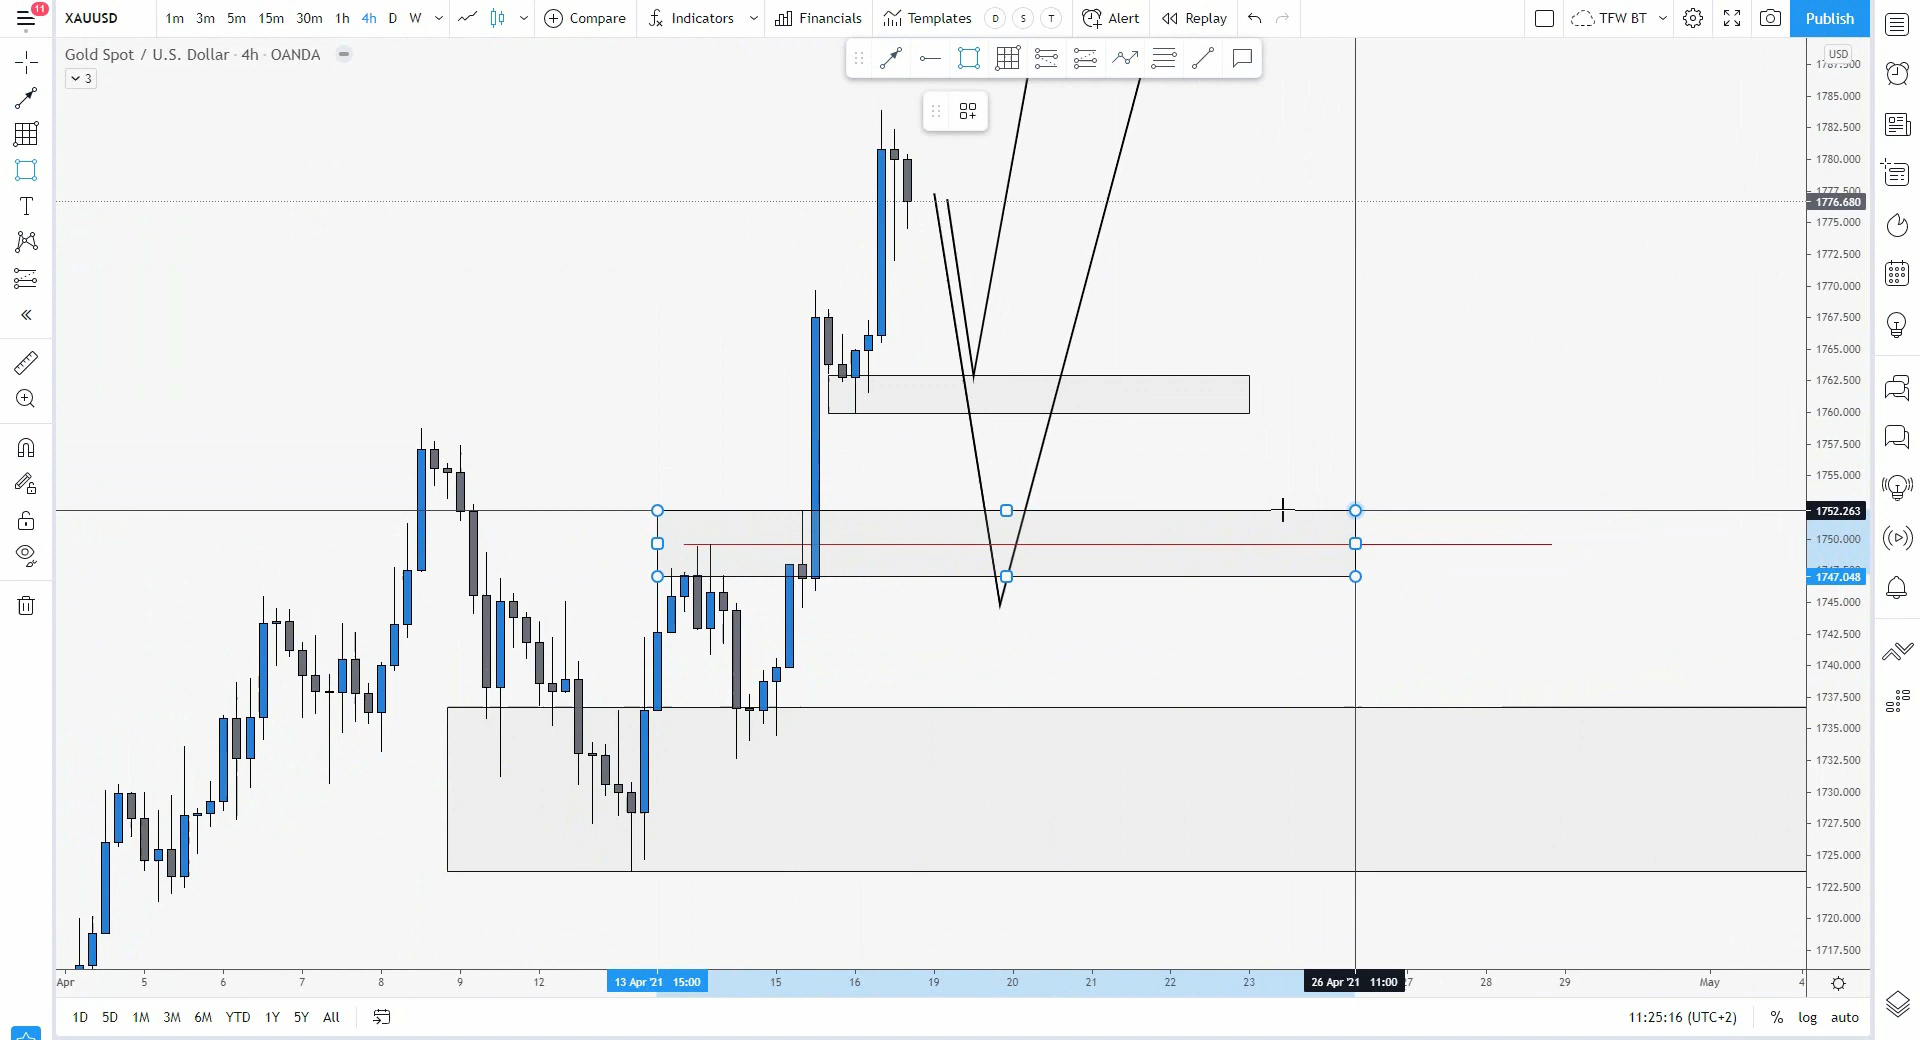 11
XAUUSD
1m 3m 5m 15m 30m 1h 4h D W
Compare
Indicators
Financials
Templates
D S T
Alert
Replay
TFW BT
Publish
Gold Spot / U.S. Dollar · 4h · OANDA
3
USD
1785.000
1782.500
1780.000
1776.680
1775.000
1772.500
1770.000
1767.500
1765.000
1762.500
1760.000
1757.500
1755.000
1752.263
1750.000
1747.048
1745.000
1742.500
1740.000
1737.500
1735.000
1732.500
1730.000
1727.500
1725.000
1722.500
1720.000
1717.500
Apr 5 6 7 8 9 12 13 Apr '21 15:00 15 16 19 20 21 22 23 26 Apr '21 11:00 28 29 May 4
1D 5D 1M 3M 6M YTD 1Y 5Y All
11:25:16 (UTC+2)
% log auto